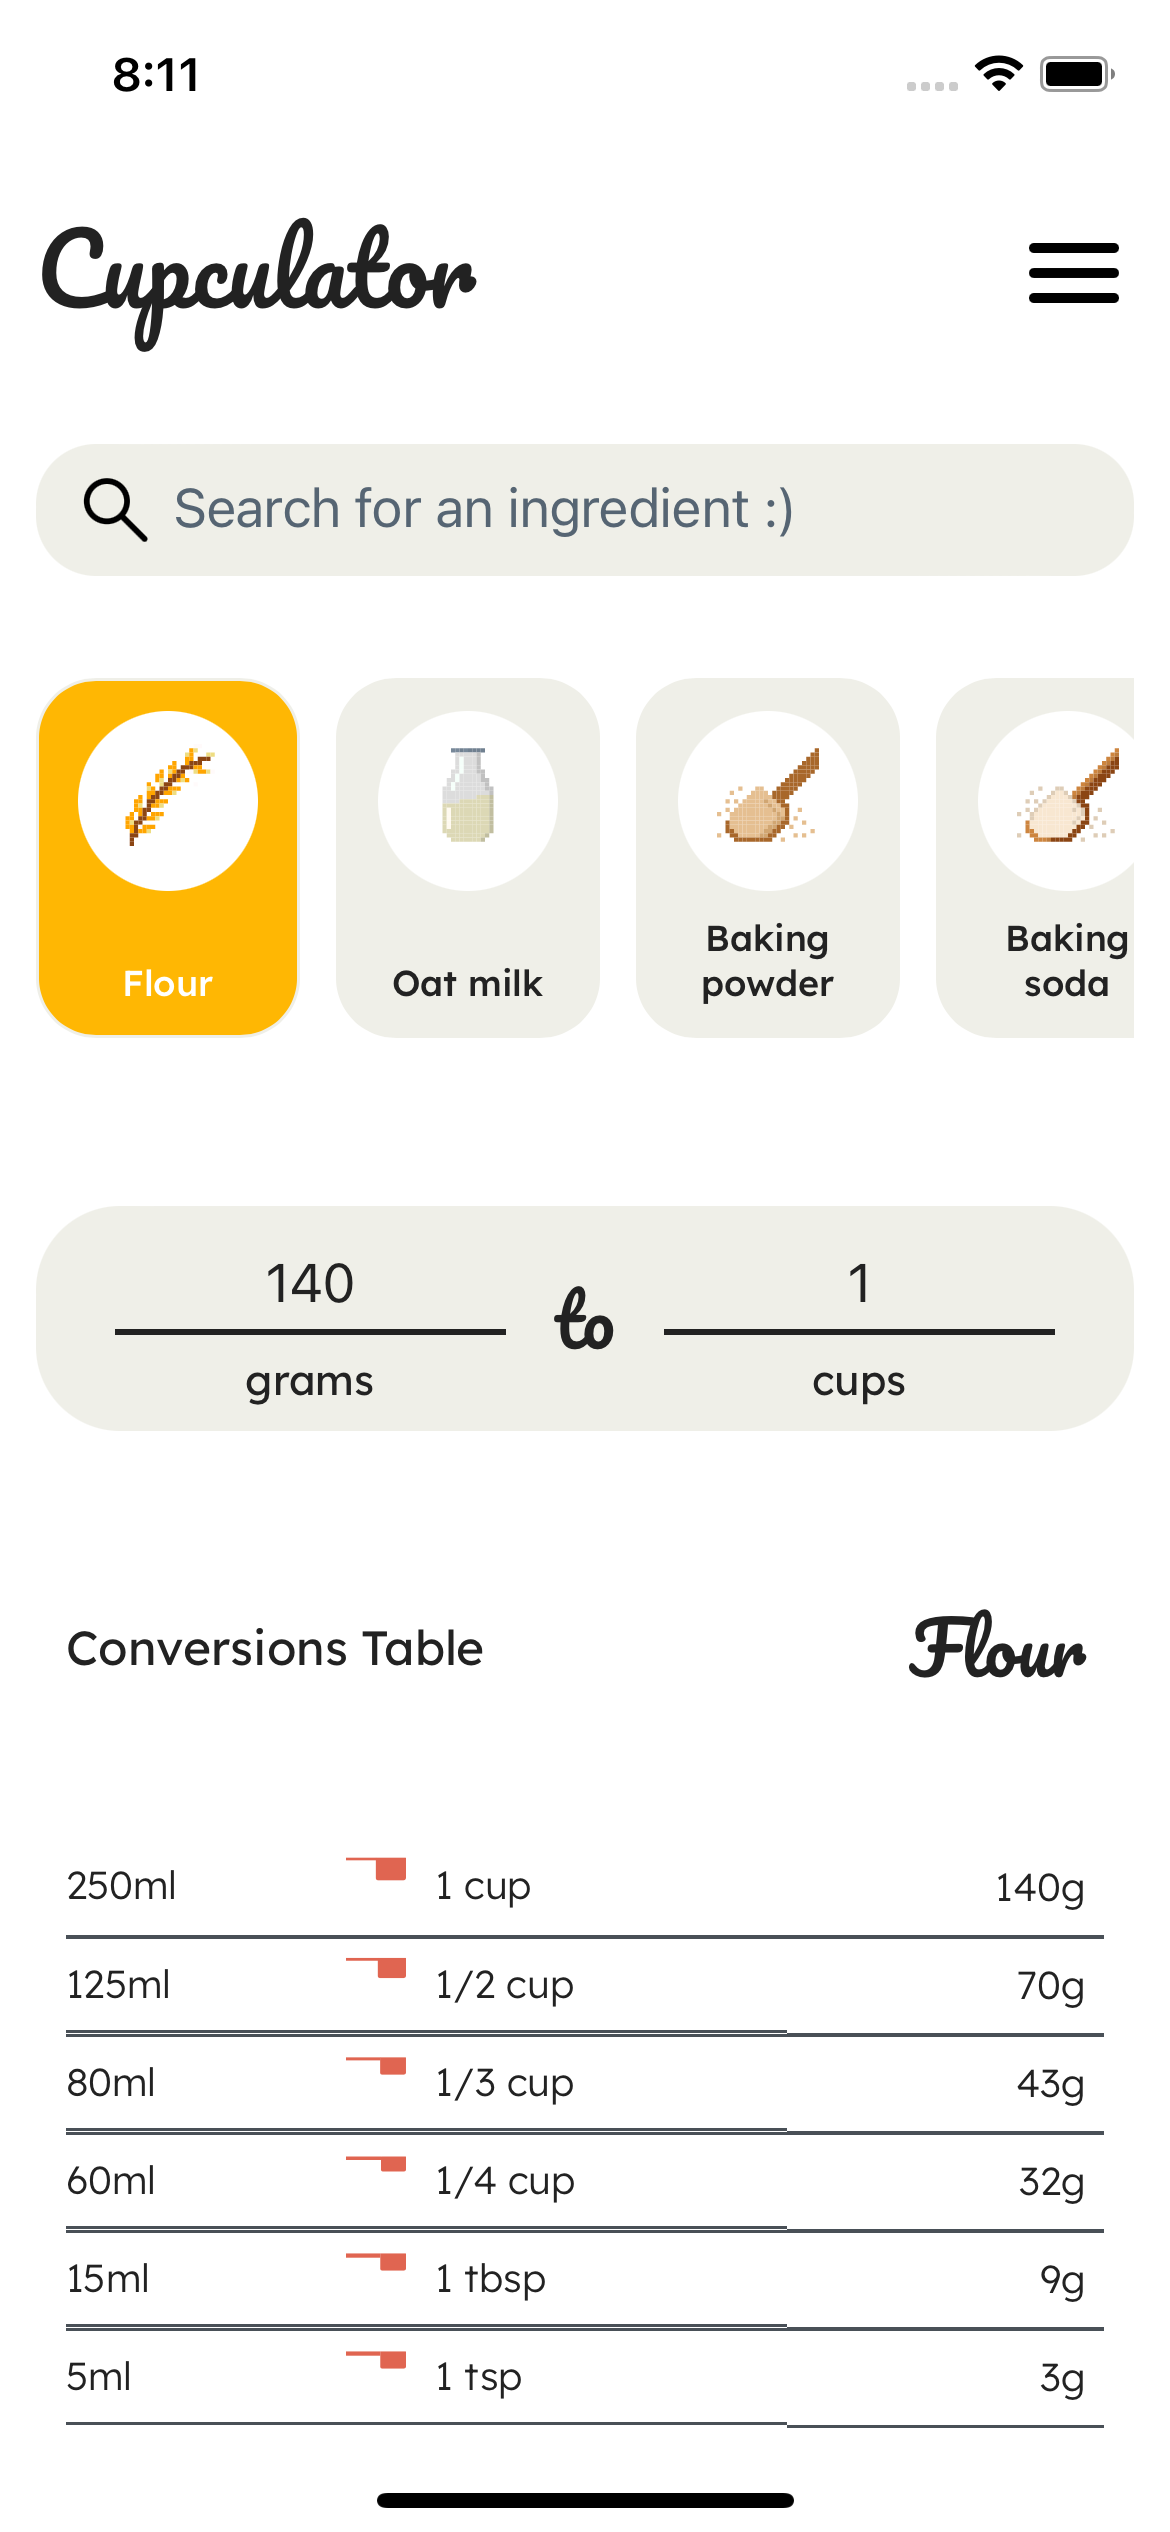 8:11
Cupculator
Search for an ingredient :)
Flour
Oat milk
Baking
powder
Baking
soda
140
grams
to
1
cups
Conversions Table
Flour
250ml 1 cup 140g
125ml 1/2 cup 70g
80ml 1/3 cup 43g
60ml 1/4 cup 32g
15ml 1 tbsp 9g
5ml 1 tsp 3g